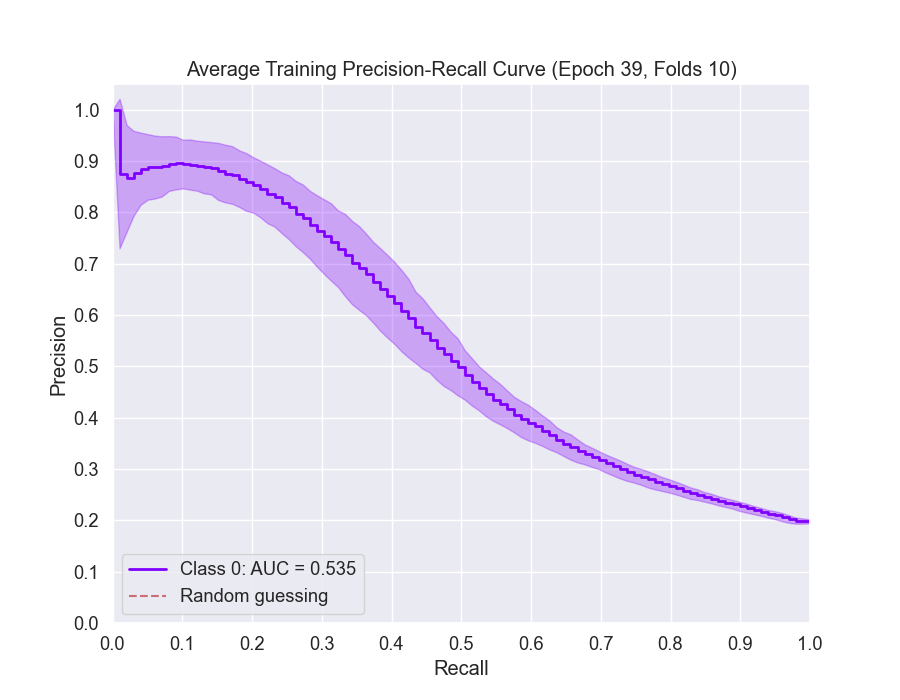 Average Training Precision-Recall Curve (Epoch 39, Folds 10)
1.0
0.9
0.8
0.7
0.6
0.5
0.4
0.3
0.2
0.1
0.0
Precision
Class 0: AUC = 0.535
Random guessing
0.0 0.1 0.2 0.3 0.4 0.5 0.6 0.7 0.8 0.9 1.0
Recall